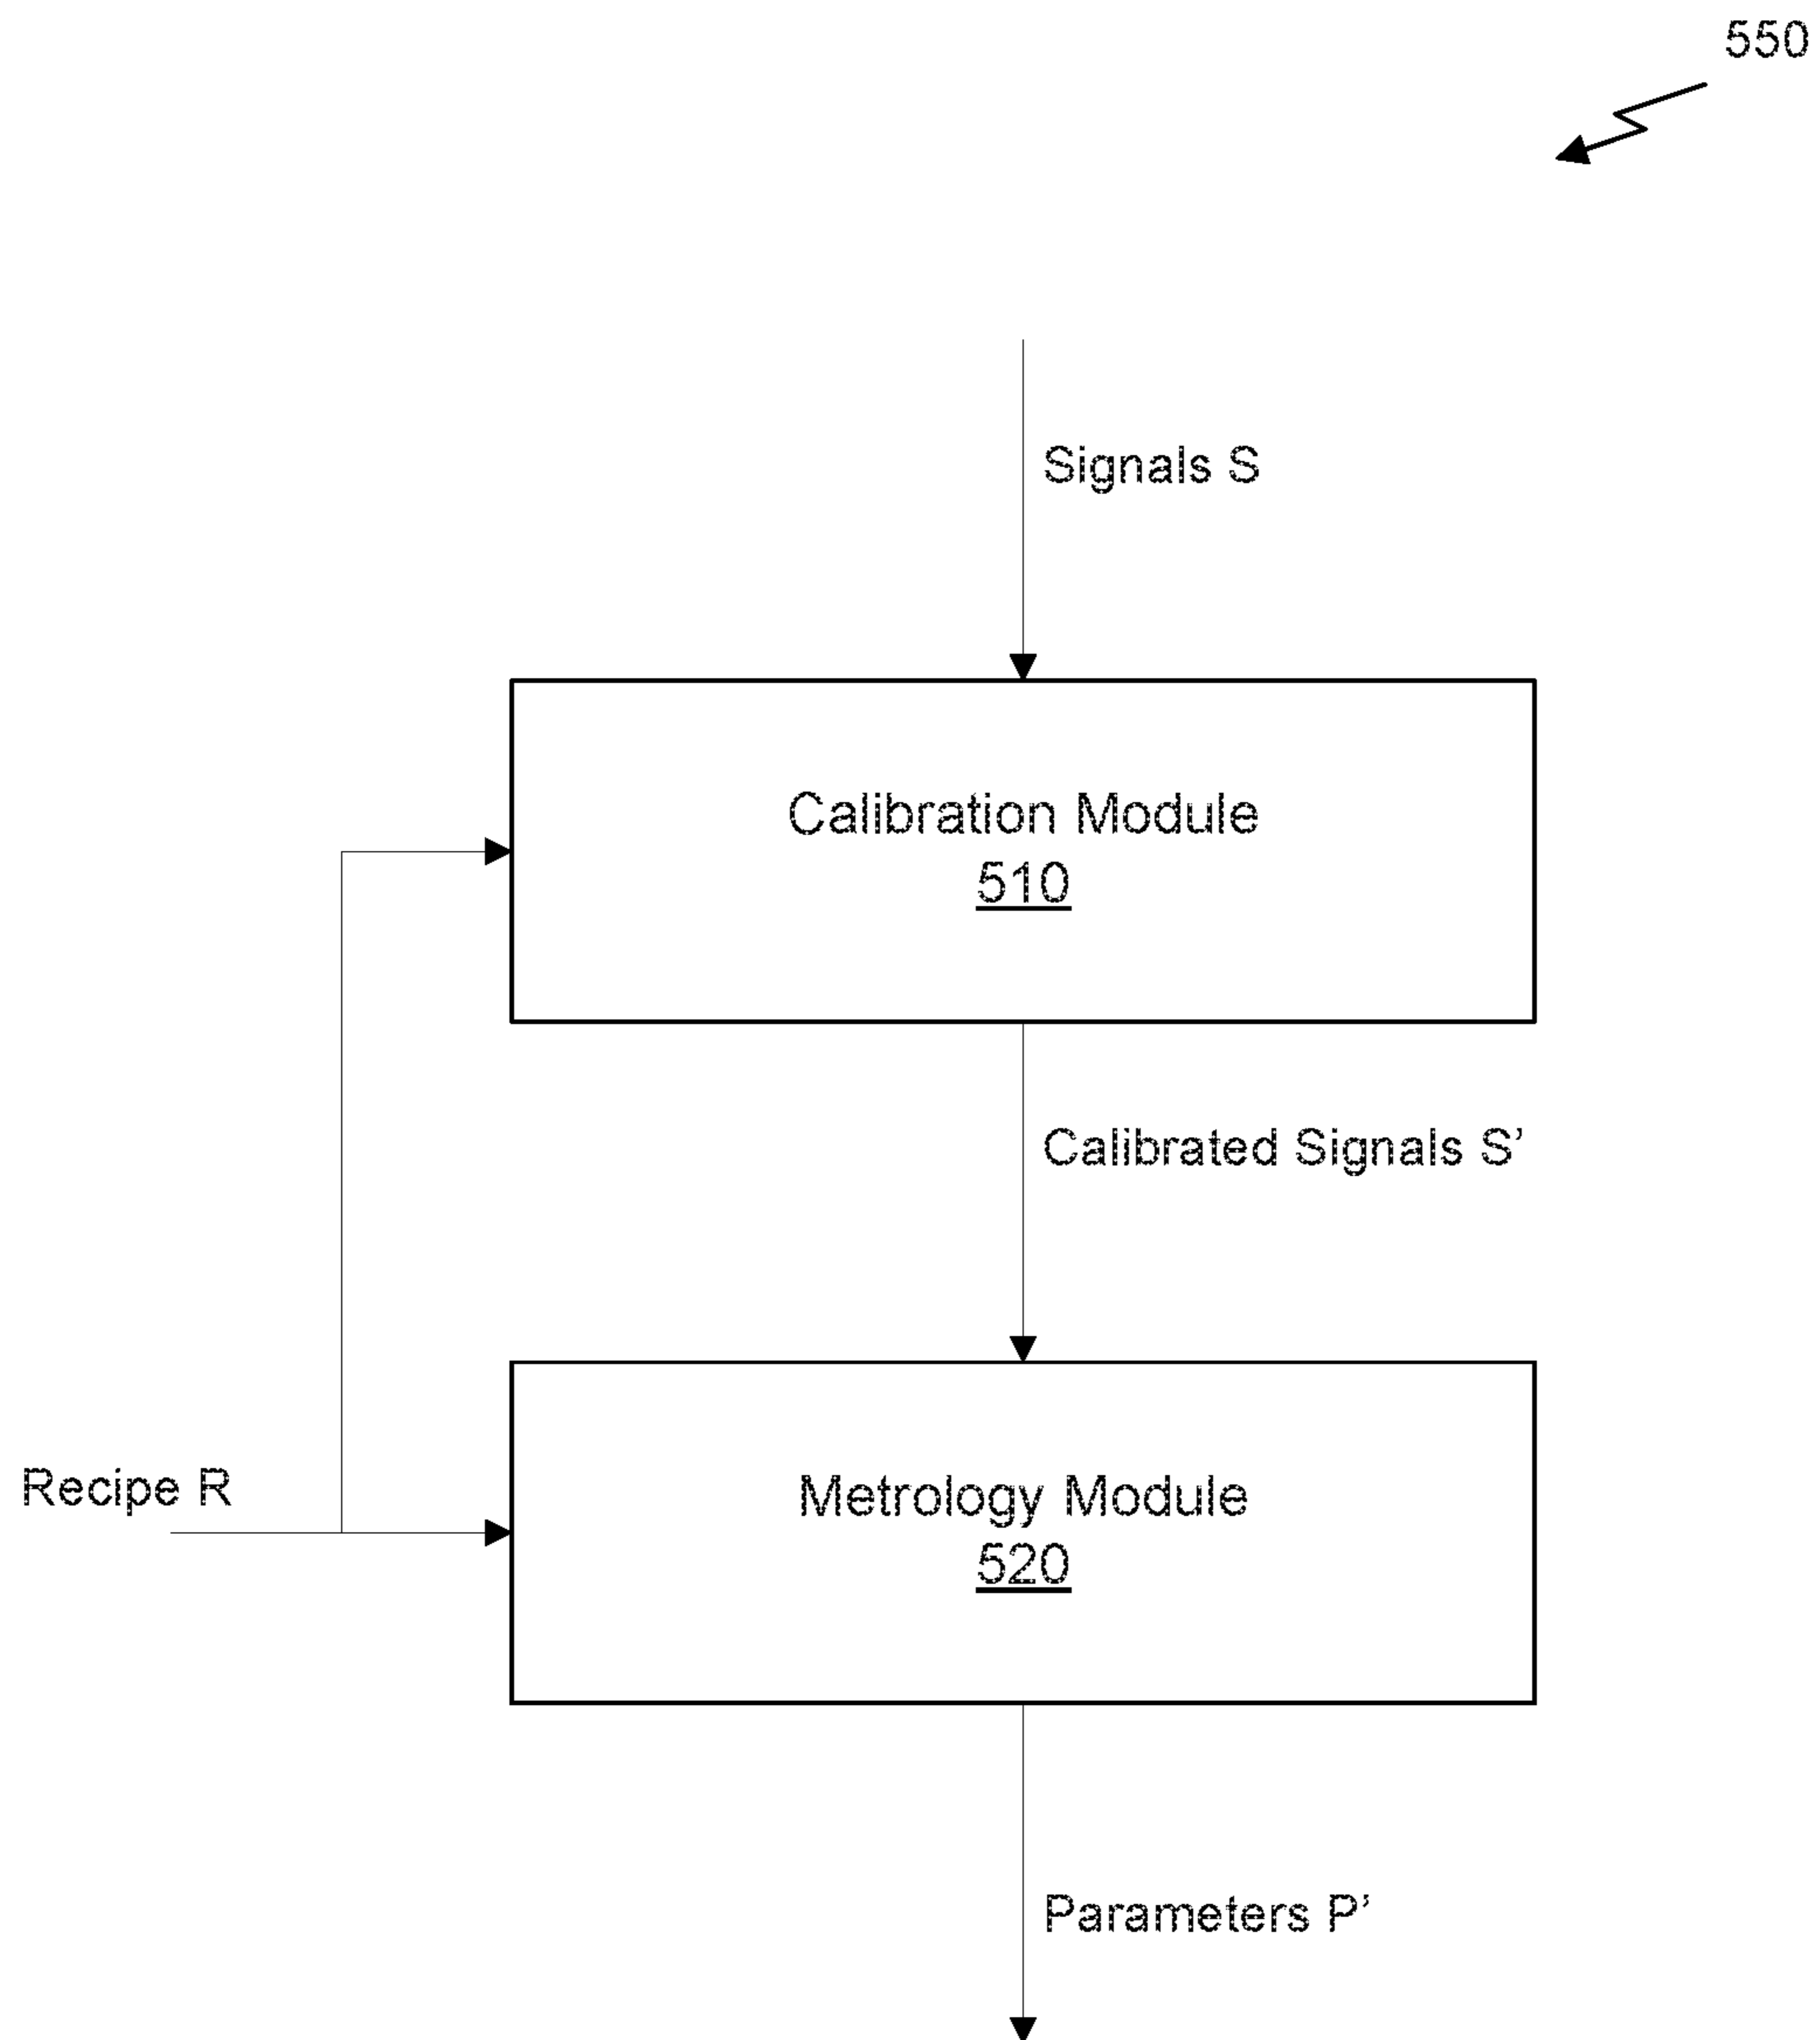 550
Signals S
Calibration Module
510
Calibrated Signals S’
Recipe R
Metrology Module
520
Parameters P’